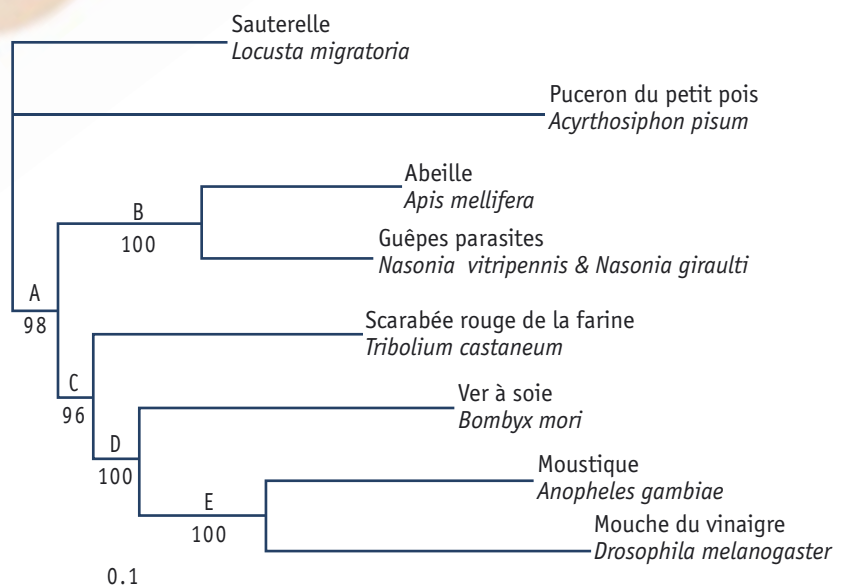 Sauterelle
Locusta migratoria
Puceron du petit pois
Acyrthosiphon pisum
Abeille
Apis mellifera
B
100
Guêpes parasites
Nasonia vitripennis & Nasonia giraulti
A
98
Scarabée rouge de la farine
Tribolium castaneum
C
96
Ver à soie
Bombyx mori
D
100
Moustique
Anopheles gambiae
E
100
Mouche du vinaigre
Drosophila melanogaster
0.1